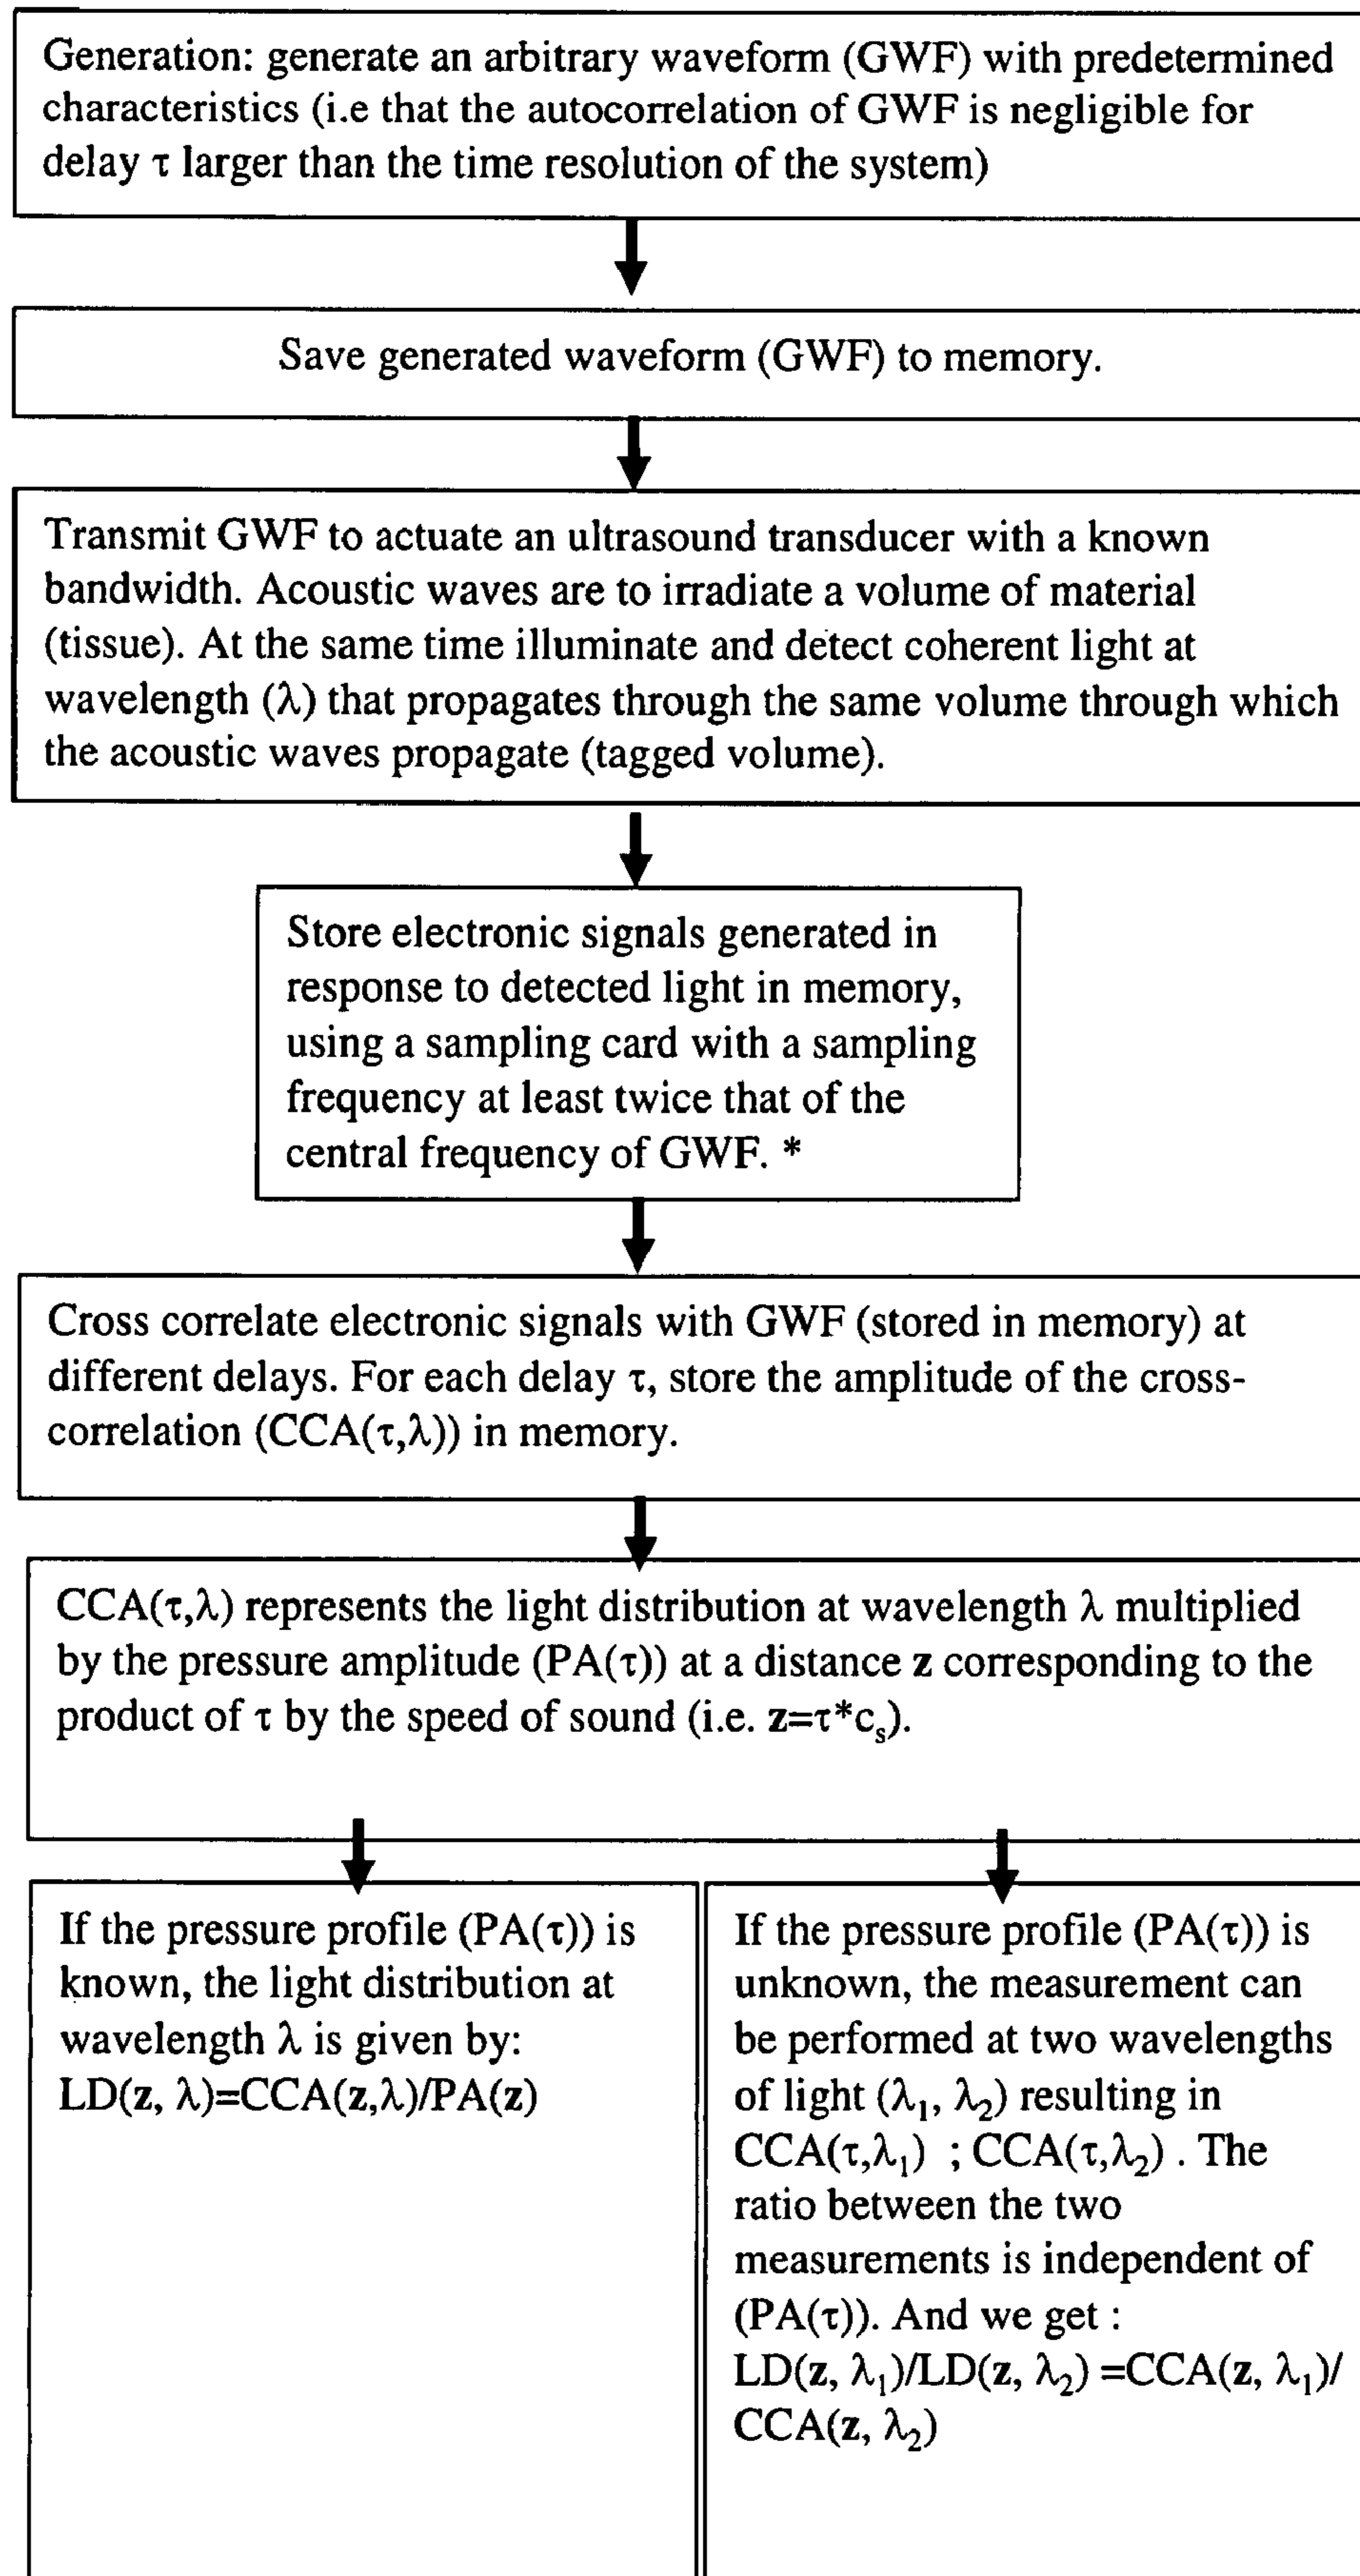 Generation: generate an arbitrary waveform (GWF) with predetermined
characteristics (i.e that the autocorrelation of GWF is negligible for
delay τ larger than the time resolution of the system)
Save generated waveform (GWF) to memory.
Transmit GWF to actuate an ultrasound transducer with a known
bandwidth. Acoustic waves are to irradiate a volume of material
(tissue). At the same time illuminate and detect coherent light at
wavelength (λ) that propagates through the same volume through which
the acoustic waves propagate (tagged volume).
Store electronic signals generated in
response to detected light in memory,
using a sampling card with a sampling
frequency at least twice that of the
central frequency of GWF. *
Cross correlate electronic signals with GWF (stored in memory) at
different delays. For each delay τ, store the amplitude of the cross-
correlation (CCA(τ,λ)) in memory.
CCA(τ,λ) represents the light distribution at wavelength λ multiplied
by the pressure amplitude (PA(τ)) at a distance z corresponding to the
product of τ by the speed of sound (i.e. z=τ*cₛ).
If the pressure profile (PA(τ)) is
known, the light distribution at
wavelength λ is given by:
LD(z, λ)=CCA(z,λ)/PA(z)
If the pressure profile (PA(τ)) is
unknown, the measurement can
be performed at two wavelengths
of light (λ₁, λ₂) resulting in
CCA(τ,λ₁) ; CCA(τ,λ₂) . The
ratio between the two
measurements is independent of
(PA(τ)). And we get :
LD(z, λ₁)/LD(z, λ₂) =CCA(z, λ₁)/
CCA(z, λ₂)